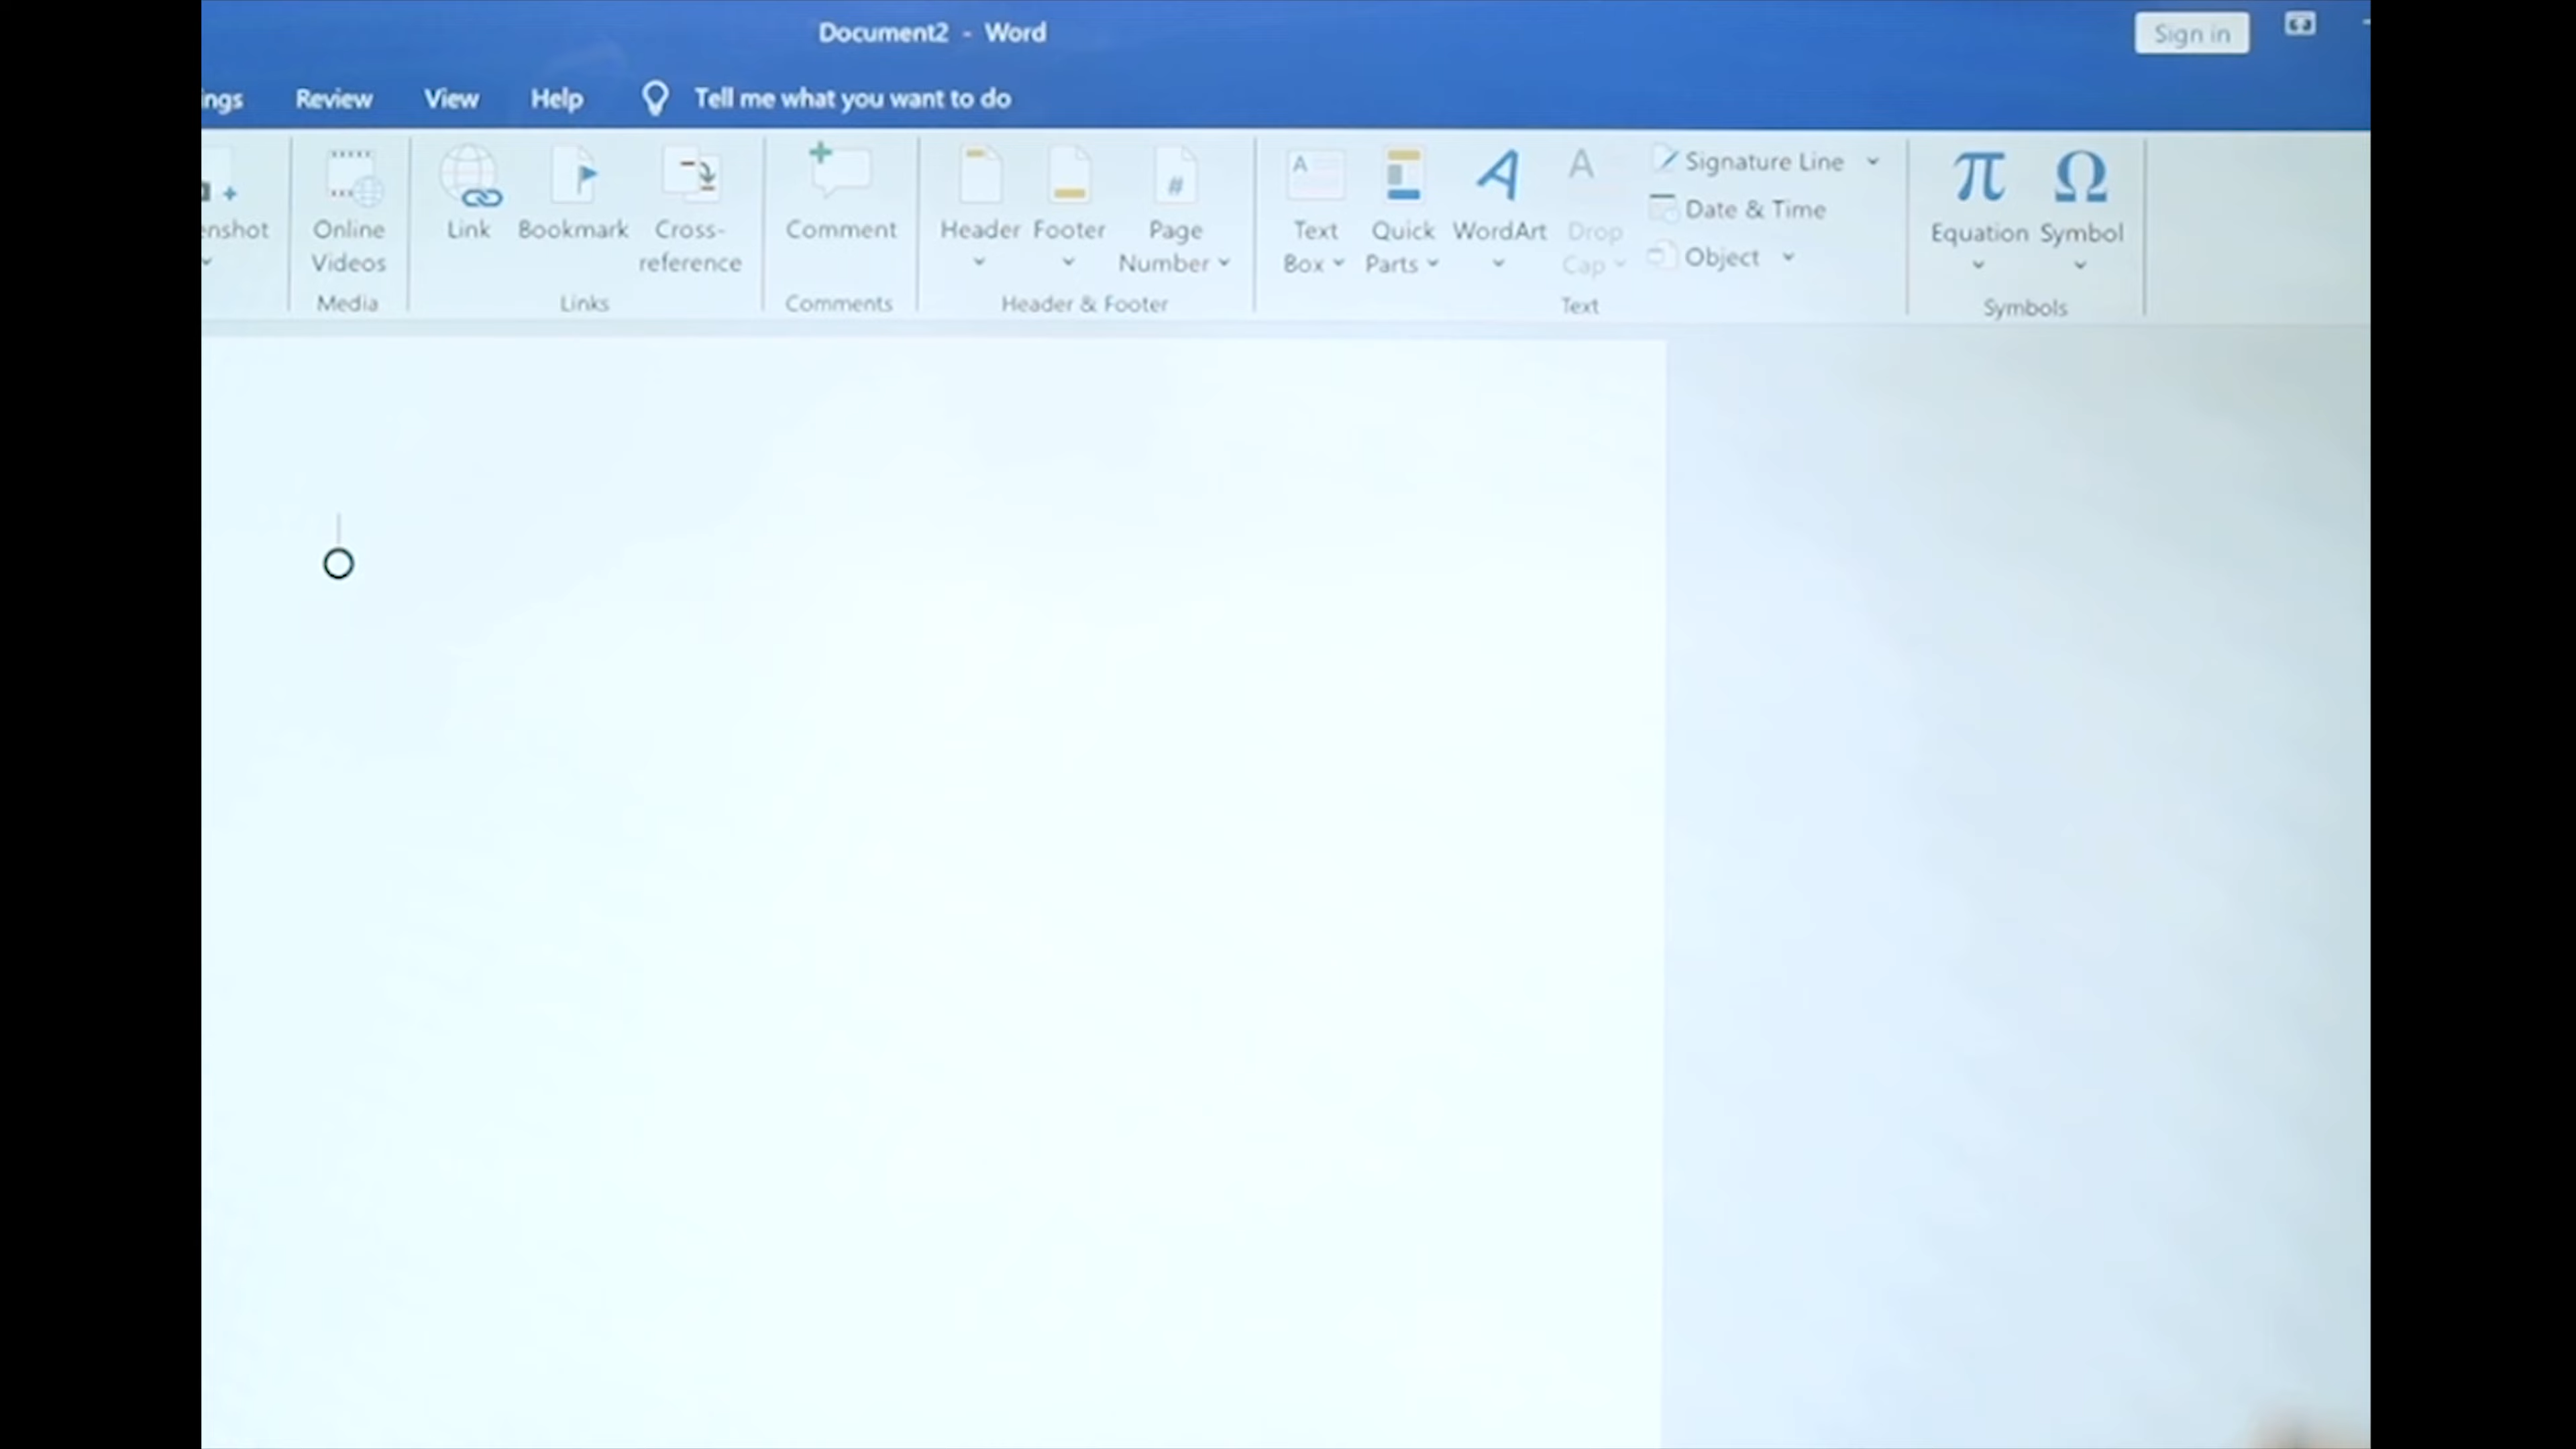 Document2 - Word
Sign in
ings Review View Help Tell me what you want to do
enshot
Online Videos
Media
Link
Bookmark
Cross-reference
Links
Comment
Comments
Header
Footer
Page Number
#
Header & Footer
A
Text Box
Quick Parts
A
WordArt
A
Drop Cap
Signature Line
Date & Time
Object
Text
π
Equation
Ω
Symbol
Symbols